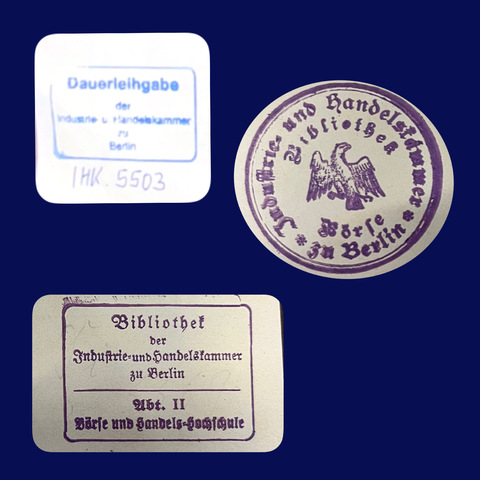 Dauerleihgabe
der
Industrie- u. Handelskammer
zu
Berlin
IHK. 5503
Industrie- und Handelskammer
Bibliothek
Börse
* zu Berlin *
Bibliothek
der
Industrie- und Handelskammer
zu Berlin
Abt. II
Börse und Handels-Hochschule